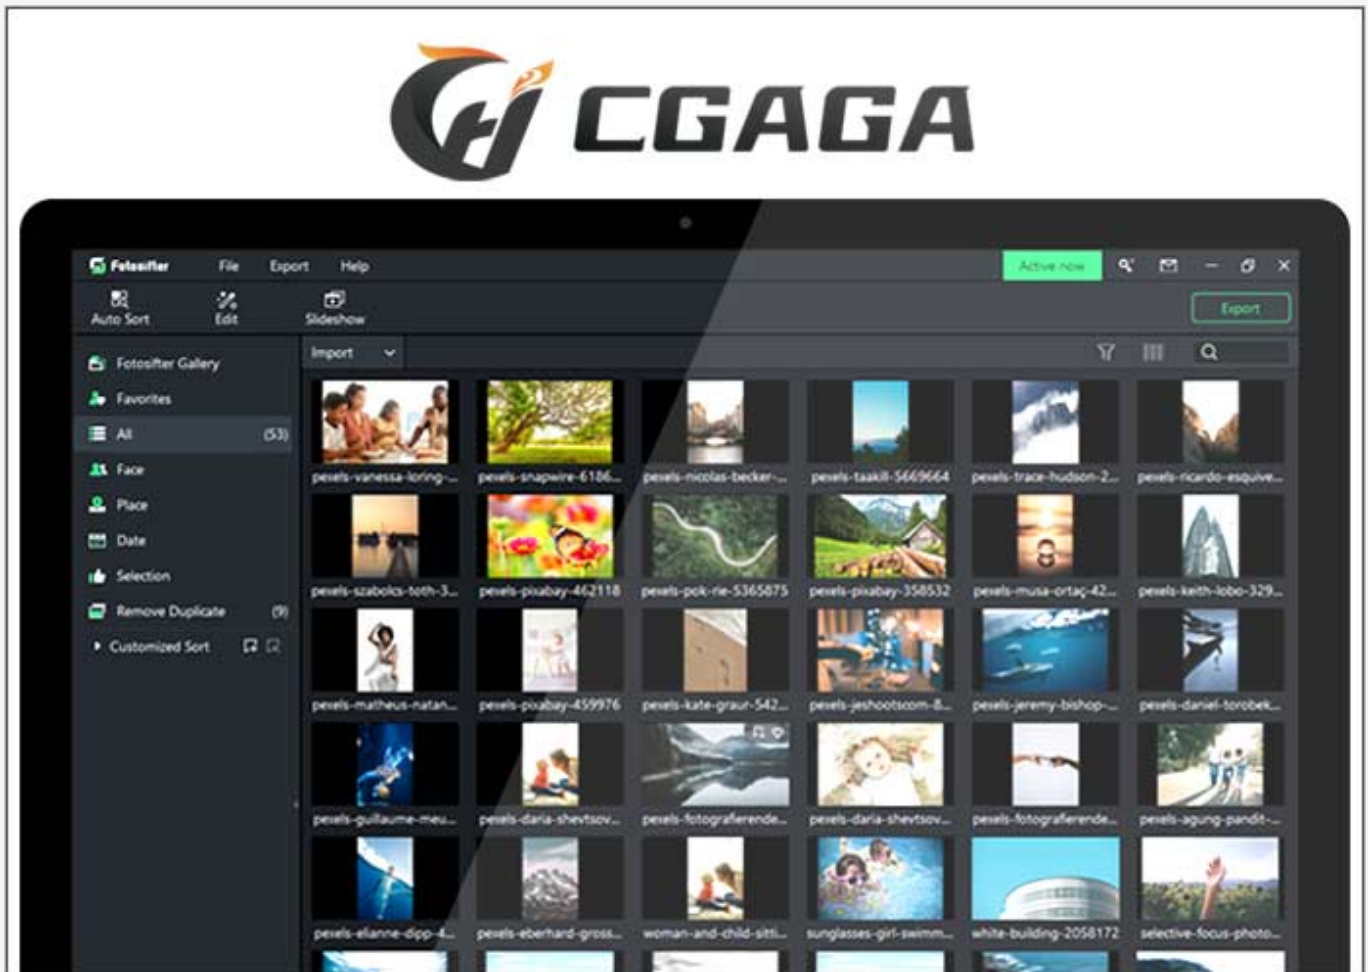 CGAGA
Fotosifter File Export Help Active now
Auto Sort Edit Slideshow Export
Fotosifter Gallery Import
Favorites
All (53)
Face
Place
Date
Selection
Remove Duplicate (9)
Customized Sort
pexels-vanessa-loring-... pexels-snapwire-6186... pexels-nicolas-becker-... pexels-taakill-5669664 pexels-trace-hudson-2... pexels-ricardo-esquive...
pexels-szabolcs-toth-3... pexels-pixabay-462118 pexels-pok-rie-5365875 pexels-pixabay-358532 pexels-musa-ortaç-42... pexels-keith-lobo-329...
pexels-matheus-natan... pexels-pixabay-459976 pexels-kate-graur-542... pexels-jeshootscom-8... pexels-jeremy-bishop-... pexels-daniel-torobek...
pexels-guillaume-meu... pexels-daria-shevtsov... pexels-fotografierende... pexels-daria-shevtsov... pexels-fotografierende... pexels-agung-pandit-...
pexels-elianne-dipp-4... pexels-eberhard-gross... woman-and-child-sitti... sunglasses-girl-swimm... white-building-2058172 selective-focus-photo...